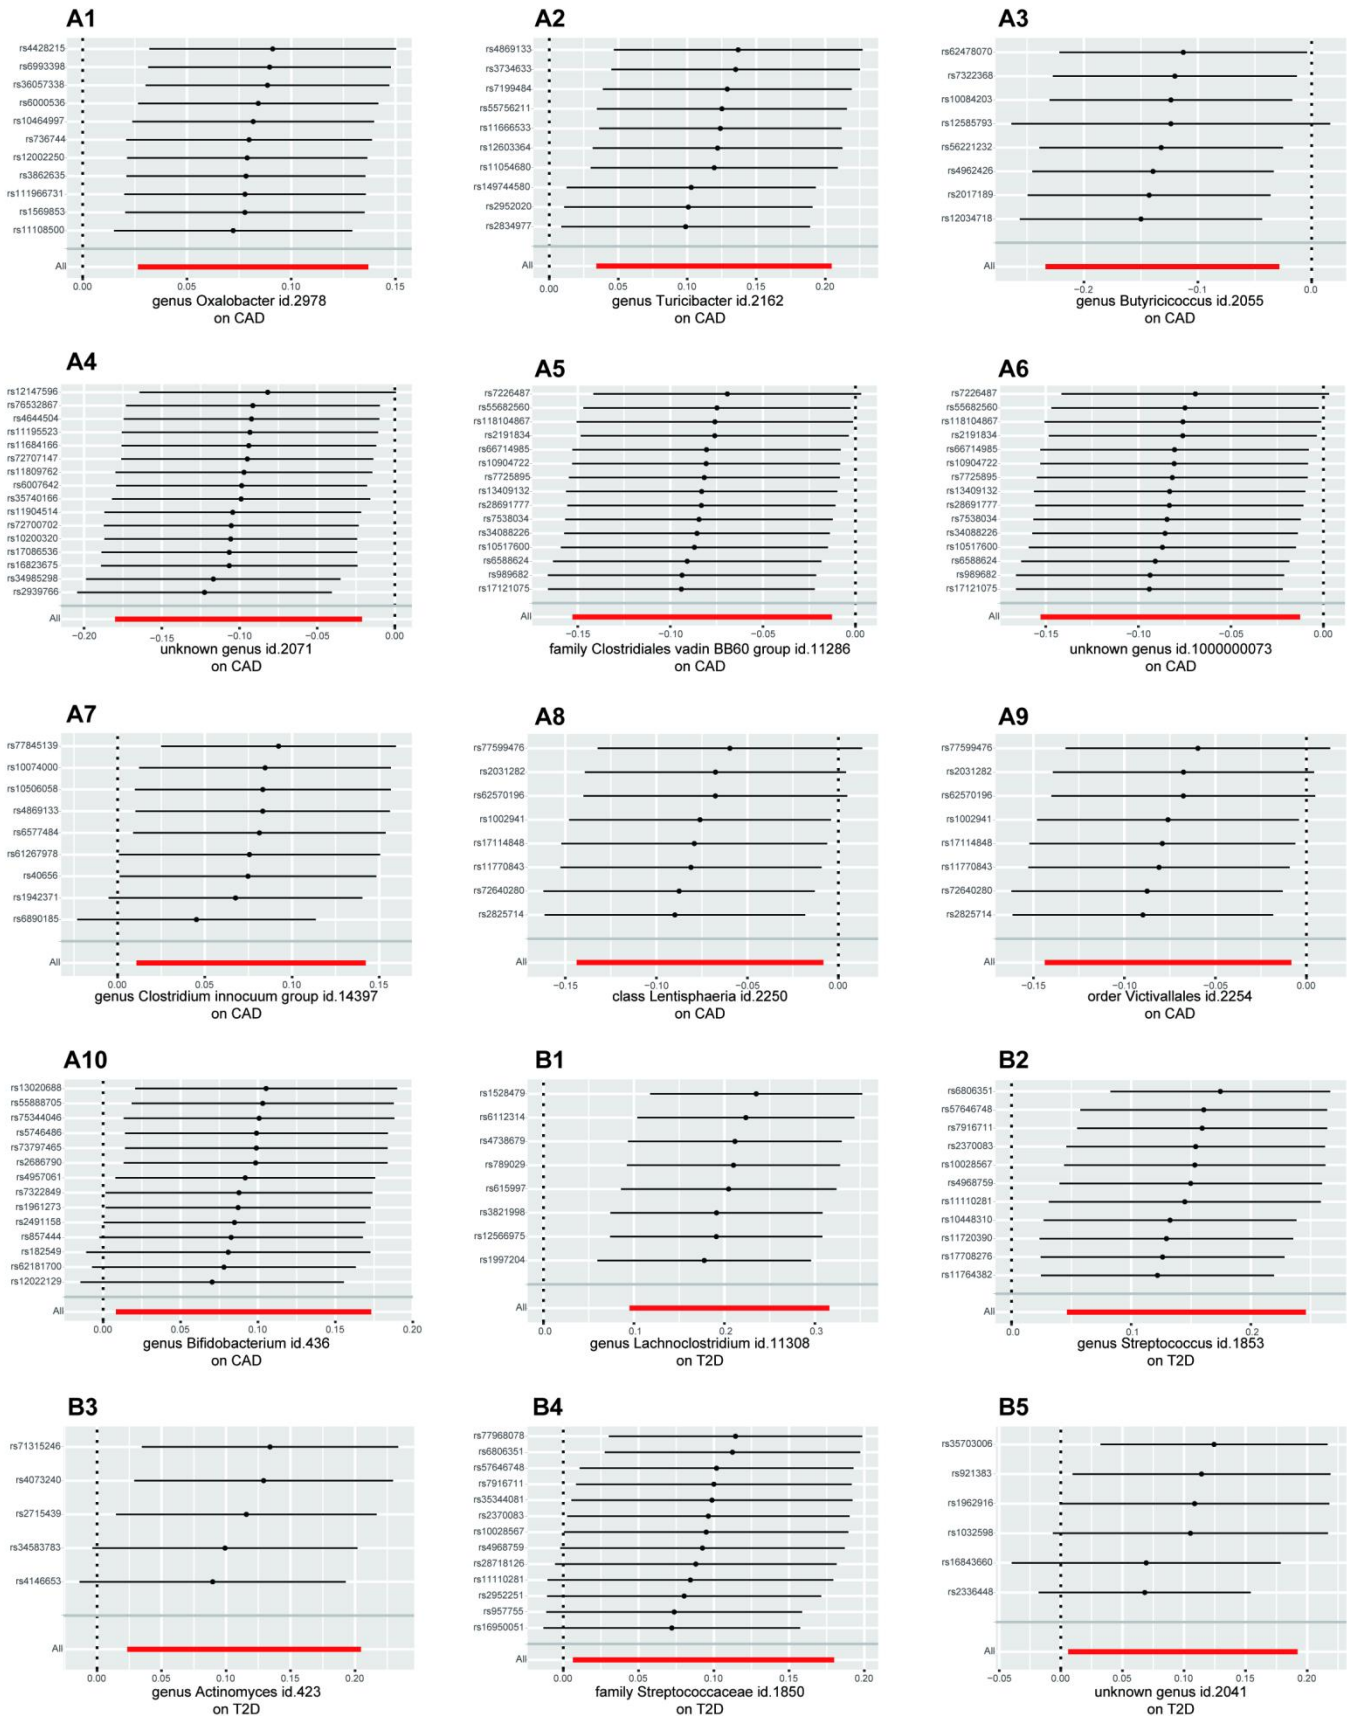 A1
rs4428215
rs6993398
rs36057338
rs6000536
rs10464997
rs736744
rs12002250
rs3862635
rs111966731
rs1569853
rs11108500
All
0.00 0.05 0.10 0.15
genus Oxalobacter id.2978
on CAD
A2
rs4869133
rs3734633
rs7199484
rs55756211
rs11666533
rs12603364
rs11054680
rs149744580
rs2952020
rs2834977
All
0.00 0.05 0.10 0.15 0.20
genus Turicibacter id.2162
on CAD
A3
rs62478070
rs7322368
rs10084203
rs12585793
rs56221232
rs4962426
rs2017189
rs12034718
All
−0.2 −0.1 0.0
genus Butyricicoccus id.2055
on CAD
A4
rs12147596
rs76532867
rs4644504
rs11195523
rs11684166
rs72707147
rs11809762
rs6007642
rs35740166
rs11904514
rs72700702
rs10200320
rs17086536
rs16823675
rs34985298
rs2939766
All
−0.20 −0.15 −0.10 −0.05 0.00
unknown genus id.2071
on CAD
A5
rs7226487
rs55682560
rs118104867
rs2191834
rs66714985
rs10904722
rs7725895
rs13409132
rs28691777
rs7538034
rs34088226
rs10517600
rs6588624
rs989682
rs17121075
All
−0.15 −0.10 −0.05 0.00
family Clostridiales vadin BB60 group id.11286
on CAD
A6
rs7226487
rs55682560
rs118104867
rs2191834
rs66714985
rs10904722
rs7725895
rs13409132
rs28691777
rs7538034
rs34088226
rs10517600
rs6588624
rs989682
rs17121075
All
−0.15 −0.10 −0.05 0.00
unknown genus id.1000000073
on CAD
A7
rs77845139
rs10074000
rs10506058
rs4869133
rs6577484
rs61267978
rs40656
rs1942371
rs6890185
All
0.00 0.05 0.10 0.15
genus Clostridium innocuum group id.14397
on CAD
A8
rs77599476
rs2031282
rs62570196
rs1002941
rs17114848
rs11770843
rs72640280
rs2825714
All
−0.15 −0.10 −0.05 0.00
class Lentisphaeria id.2250
on CAD
A9
rs77599476
rs2031282
rs62570196
rs1002941
rs17114848
rs11770843
rs72640280
rs2825714
All
−0.15 −0.10 −0.05 0.00
order Victivallales id.2254
on CAD
A10
rs13020688
rs55888705
rs75344046
rs5746486
rs73797465
rs2686790
rs4957061
rs7322849
rs1961273
rs2491158
rs857444
rs182549
rs62181700
rs12022129
All
0.00 0.05 0.10 0.15 0.20
genus Bifidobacterium id.436
on CAD
B1
rs1528479
rs6112314
rs4738679
rs789029
rs615997
rs3821998
rs12566975
rs1997204
All
0.0 0.1 0.2 0.3
genus Lachnoclostridium id.11308
on T2D
B2
rs6806351
rs57646748
rs7916711
rs2370083
rs10028567
rs4968759
rs11110281
rs10448310
rs11720390
rs17708276
rs11764382
All
0.0 0.1 0.2
genus Streptococcus id.1853
on T2D
B3
rs71315246
rs4073240
rs2715439
rs34583783
rs4146653
All
0.00 0.05 0.10 0.15 0.20
genus Actinomyces id.423
on T2D
B4
rs77968078
rs6806351
rs57646748
rs7916711
rs35344081
rs2370083
rs10028567
rs4968759
rs28718126
rs11110281
rs2952251
rs957755
rs16950051
All
0.00 0.05 0.10 0.15 0.20
family Streptococcaceae id.1850
on T2D
B5
rs35703006
rs921383
rs1962916
rs1032598
rs16843660
rs2336448
All
−0.05 0.00 0.05 0.10 0.15 0.20
unknown genus id.2041
on T2D